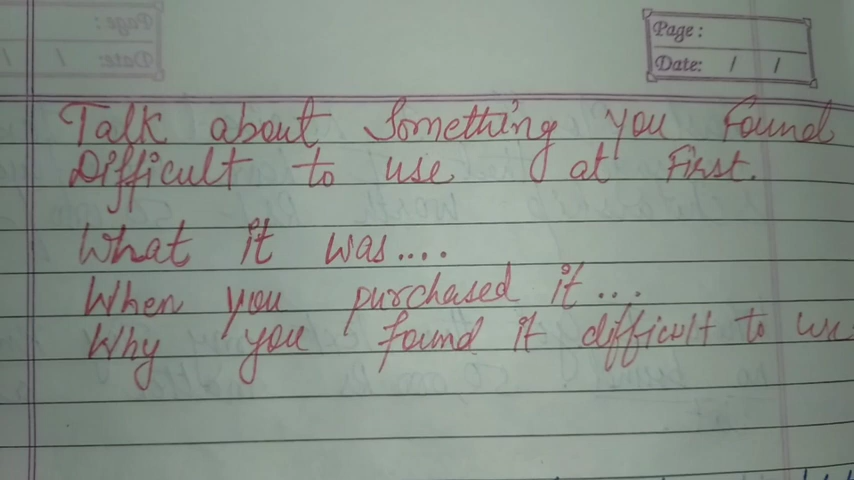 Page:
Date: / /
Talk about Something you Found
Difficult to use at First.
What it was....
When you purchased it...
Why you found it difficult to